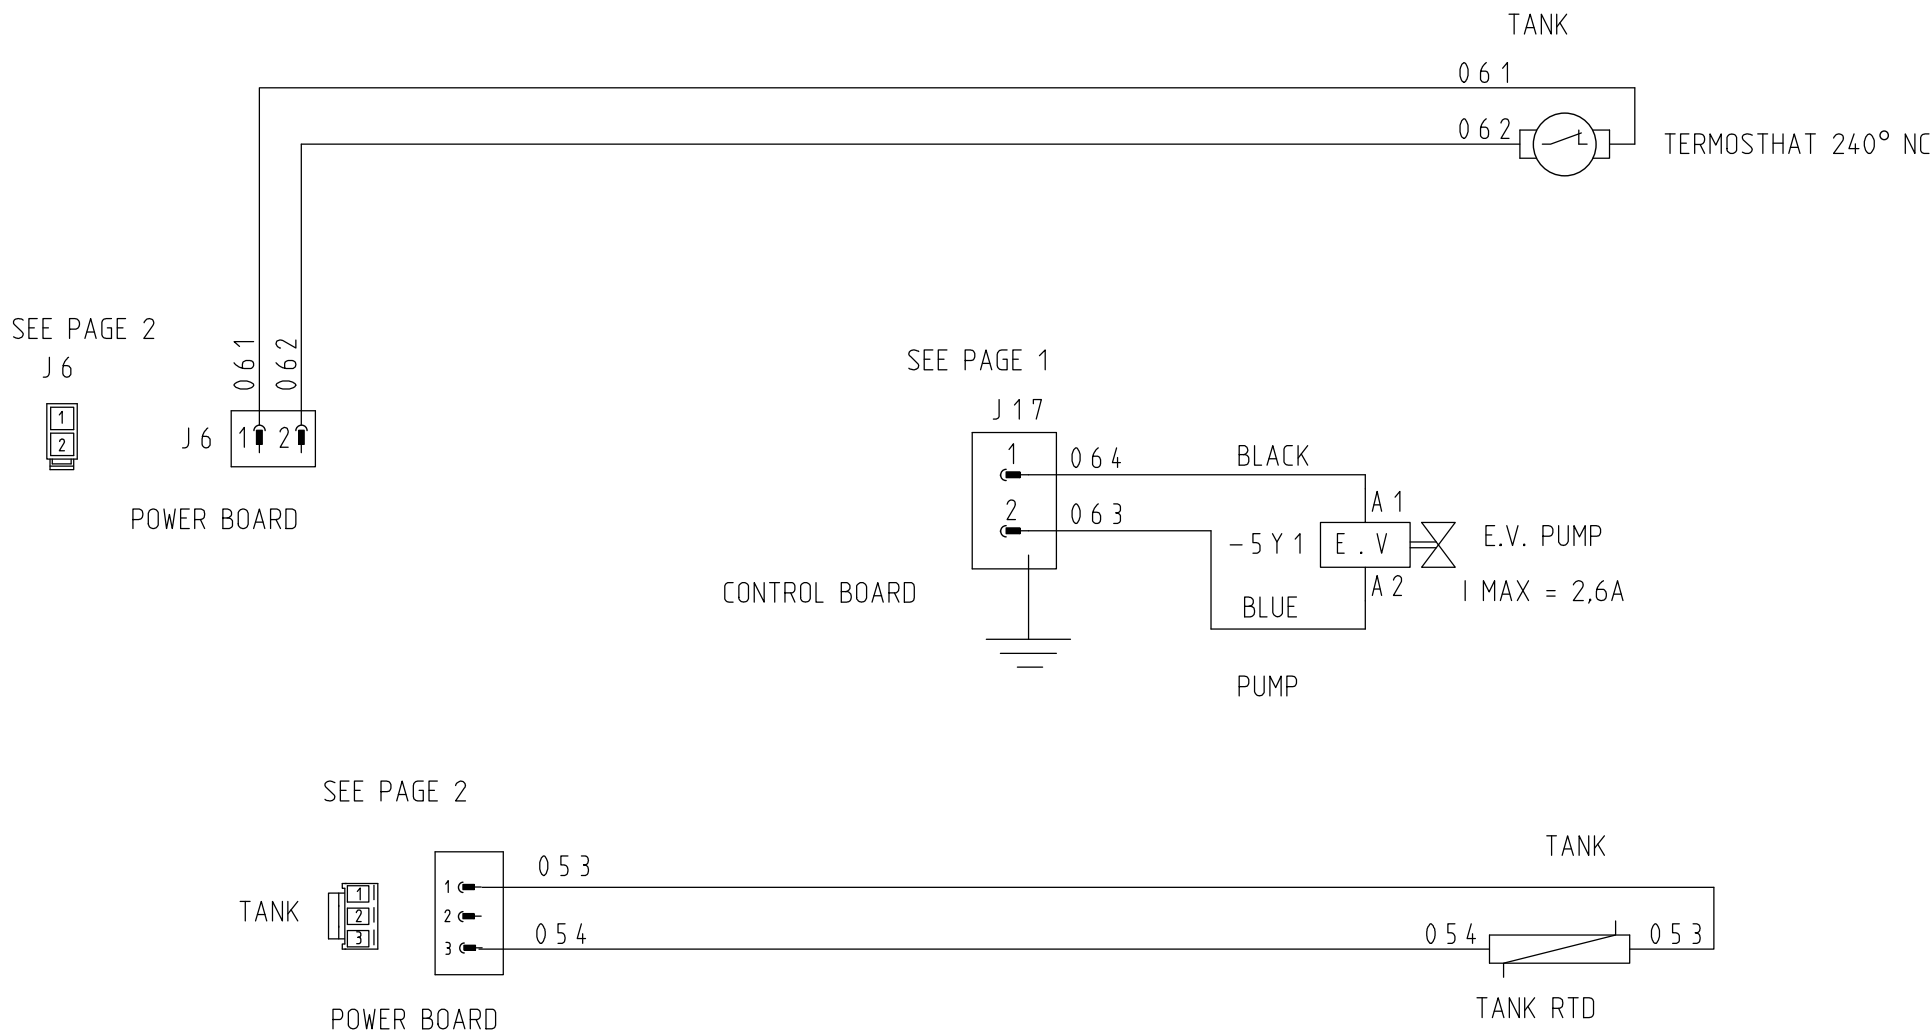 TANK
061
062
TERMOSTHAT 240° NC
SEE PAGE 2
J6
1
2
061
062
J6 1 2
POWER BOARD
SEE PAGE 1
J17
1
064
BLACK
2
063
A1
-5Y1
E.V
E.V. PUMP
A2
I MAX = 2,6A
CONTROL BOARD
BLUE
PUMP
SEE PAGE 2
TANK
1
2
3
1
053
2
3
054
POWER BOARD
TANK
054
053
TANK RTD